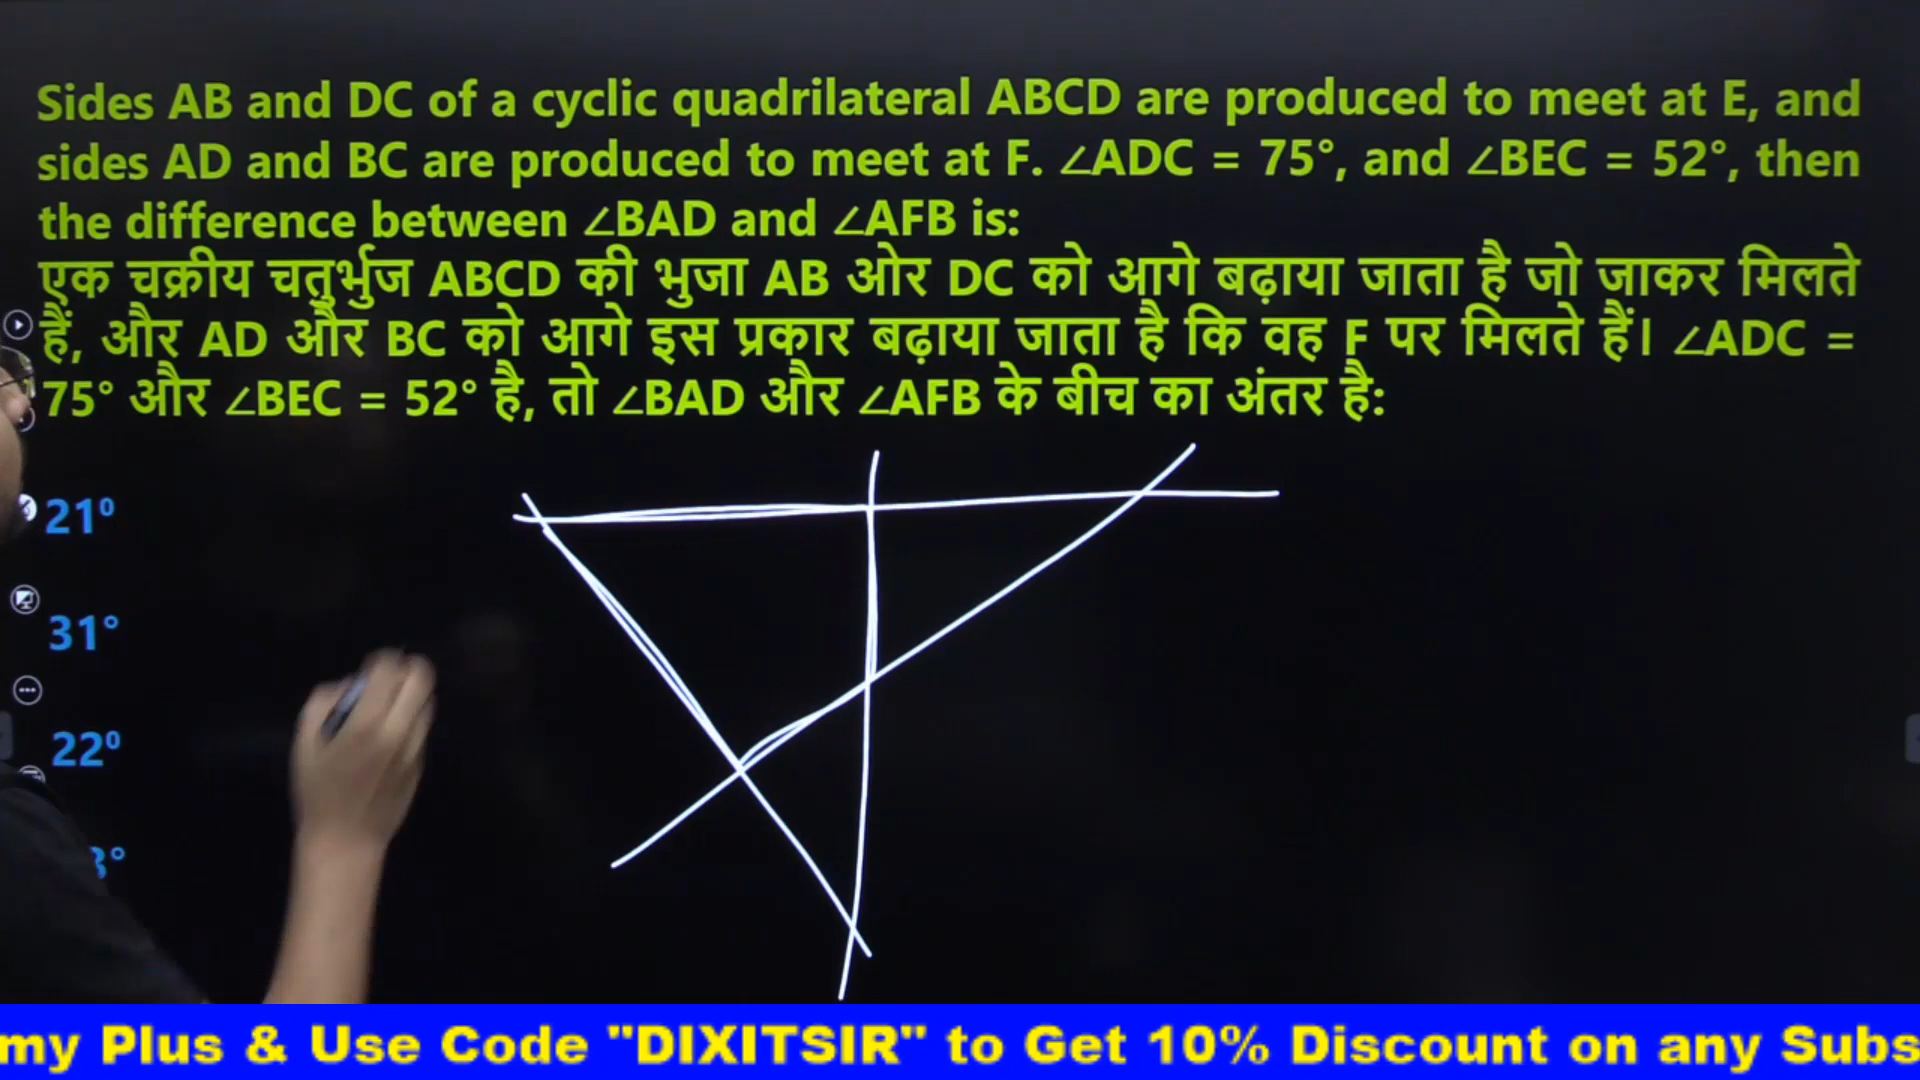 Sides AB and DC of a cyclic quadrilateral ABCD are produced to meet at E, and
sides AD and BC are produced to meet at F. ∠ADC = 75°, and ∠BEC = 52°, then
the difference between ∠BAD and ∠AFB is:
एक चक्रीय चतुर्भुज ABCD की भुजा AB ओर DC को आगे बढ़ाया जाता है जो जाकर मिलते
हैं, और AD और BC को आगे इस प्रकार बढ़ाया जाता है कि वह F पर मिलते हैं। ∠ADC =
75° और ∠BEC = 52° है, तो ∠BAD और ∠AFB के बीच का अंतर है:
21⁰
31°
22⁰
3°
my Plus & Use Code "DIXITSIR" to Get 10% Discount on any Subs